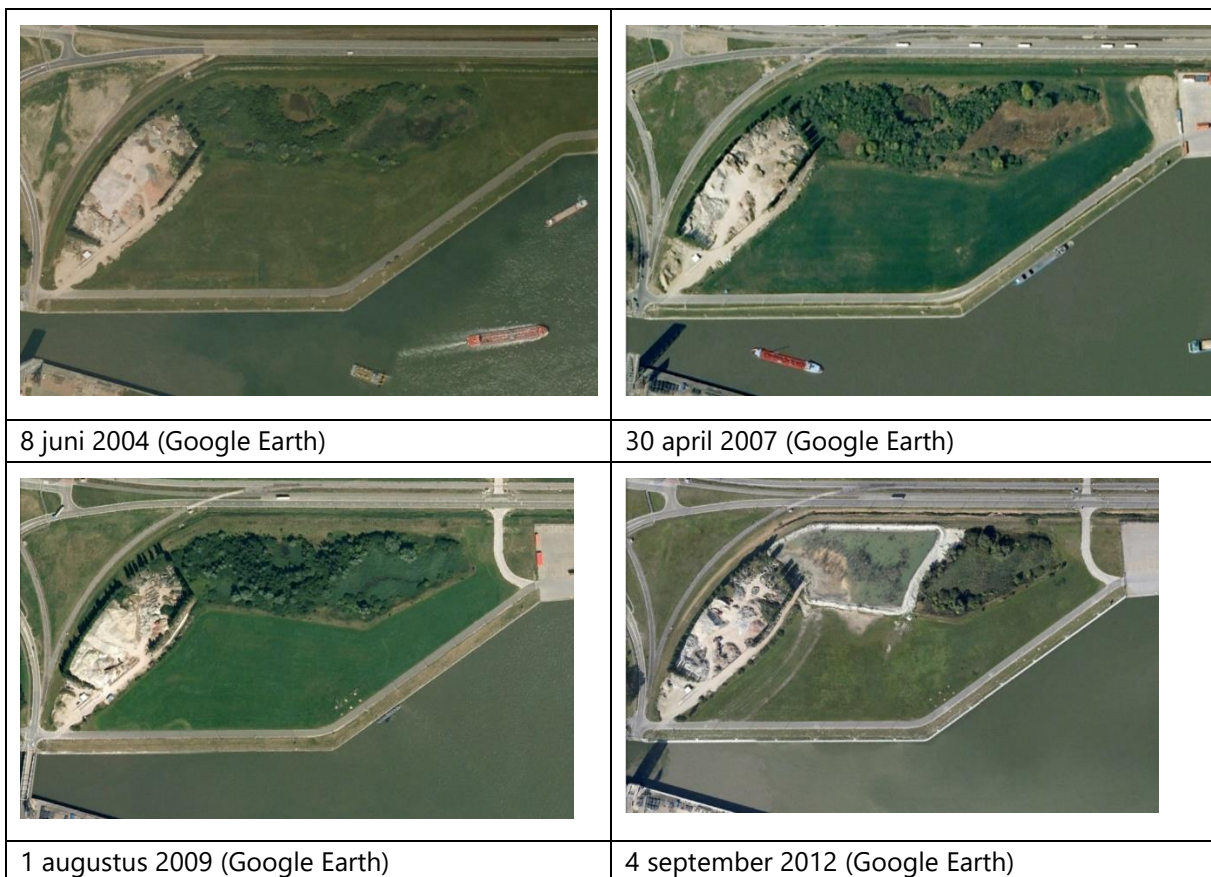 8 juni 2004 (Google Earth)
30 april 2007 (Google Earth)
1 augustus 2009 (Google Earth)
4 september 2012 (Google Earth)